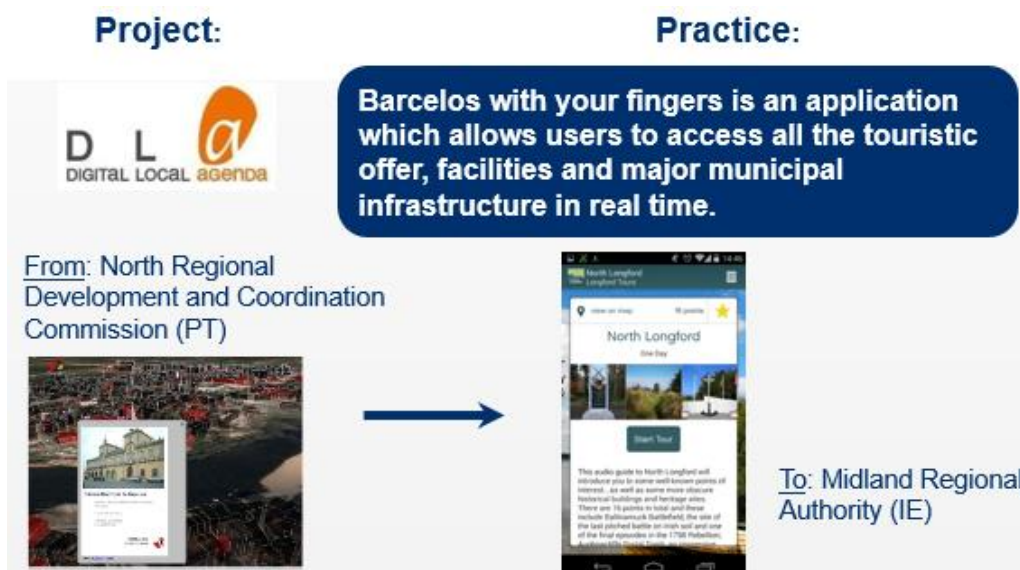 Project:
Practice:
D L a
DIGITAL LOCAL agenda
Barcelos with your fingers is an application
which allows users to access all the touristic
offer, facilities and major municipal
infrastructure in real time.
From: North Regional
Development and Coordination
Commission (PT)
14:46
North Longford
Longford Tours
view on map
16 points
North Longford
One Day
Start Tour
This audio guide to North Longford will
introduce you to some well-known points of
interest, as well as some more obscure
historical buildings and heritage sites.
There are 16 points in total and these
include Ballinamuck Battlefield, the site of
the last pitched battle on Irish soil and one
of the final episodes in the 1798 Rebellion,
To: Midland Regional
Authority (IE)